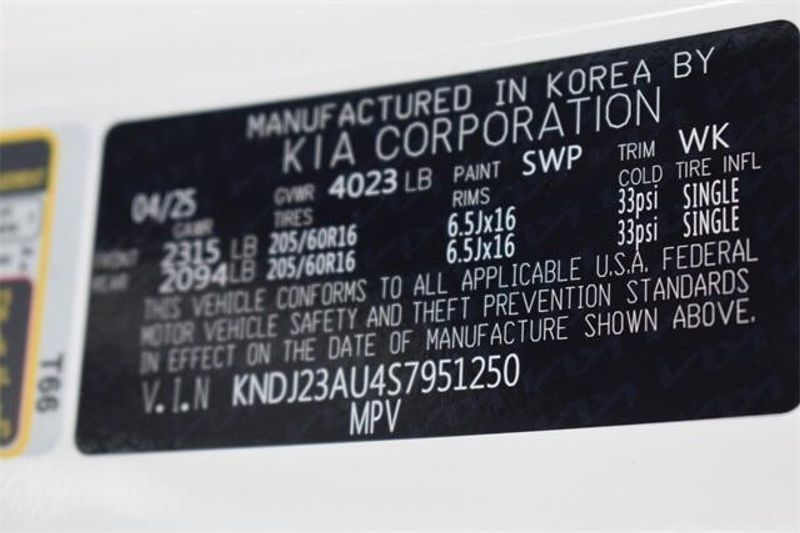 MANUFACTURED IN KOREA BY
KIA CORPORATION
04/25 GVWR 4023 LB PAINT SWP TRIM WK
GAWR TIRES RIMS COLD TIRE INFL
FRONT 2315 LB 205/60R16 6.5Jx16 33psi SINGLE
REAR 2094 LB 205/60R16 6.5Jx16 33psi SINGLE
THIS VEHICLE CONFORMS TO ALL APPLICABLE U.S.A. FEDERAL
MOTOR VEHICLE SAFETY AND THEFT PREVENTION STANDARDS
IN EFFECT ON THE DATE OF MANUFACTURE SHOWN ABOVE.
V.I.N KNDJ23AU4S7951250
MPV
T66